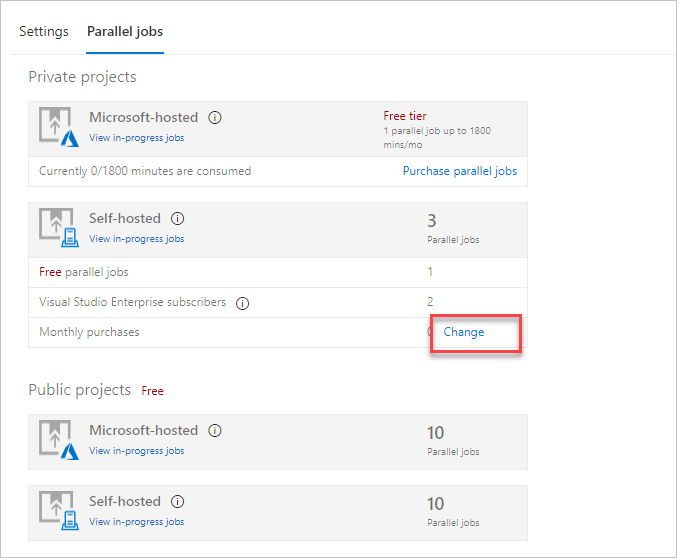 Settings Parallel jobs
Private projects
Microsoft-hosted
View in-progress jobs
Free tier
1 parallel job up to 1800
mins/mo
Currently 0/1800 minutes are consumed Purchase parallel jobs
Self-hosted
View in-progress jobs
3
Parallel jobs
Free parallel jobs 1
Visual Studio Enterprise subscribers 2
Monthly purchases 0 Change
Public projects Free
Microsoft-hosted
View in-progress jobs
10
Parallel jobs
Self-hosted
View in-progress jobs
10
Parallel jobs